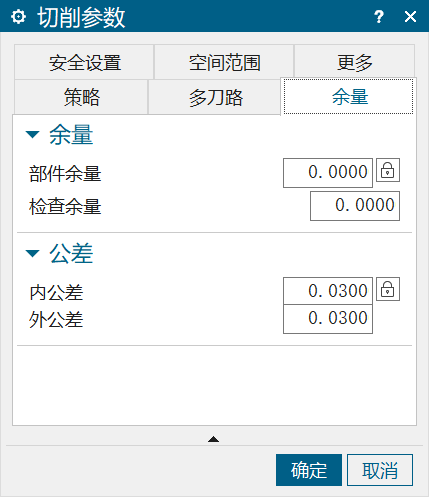 切削参数 ?
安全设置 空间范围 更多
策略 多刀路 余量
余量
部件余量 0.0000
检查余量 0.0000
公差
内公差 0.0300
外公差 0.0300
确定 取消